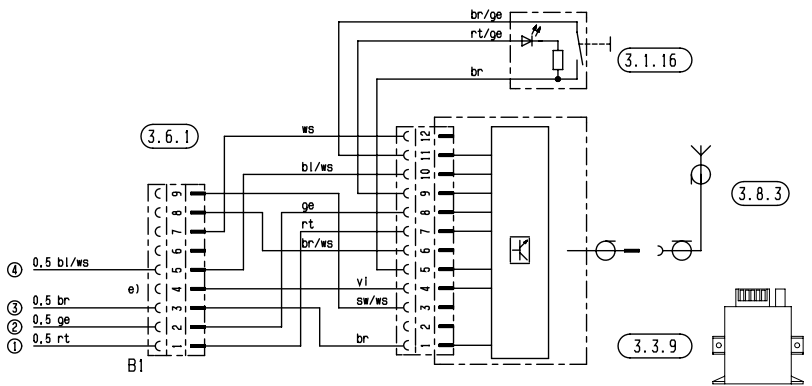 br/ge
rt/ge
br
3.1.16
3.6.1
ws
bl/ws
ge
rt
br/ws
vi
sw/ws
br
12
11
10
9
8
7
6
5
4
3
2
1
9
8
7
6
5
4
3
2
1
3.8.3
3.3.9
4 0.5 bl/ws
e)
3 0.5 br
2 0.5 ge
1 0.5 rt
B1